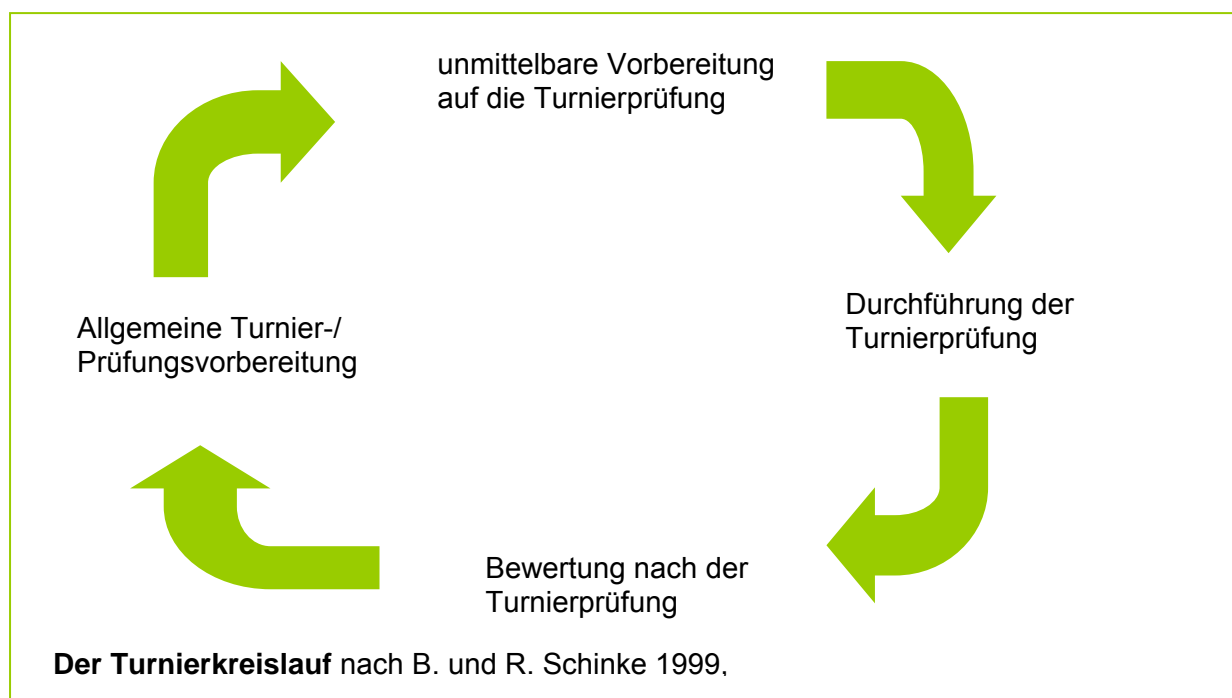 unmittelbare Vorbereitung
auf die Turnierprüfung
Durchführung der
Turnierprüfung
Allgemeine Turnier-/
Prüfungsvorbereitung
Bewertung nach der
Turnierprüfung
Der Turnierkreislauf nach B. und R. Schinke 1999,